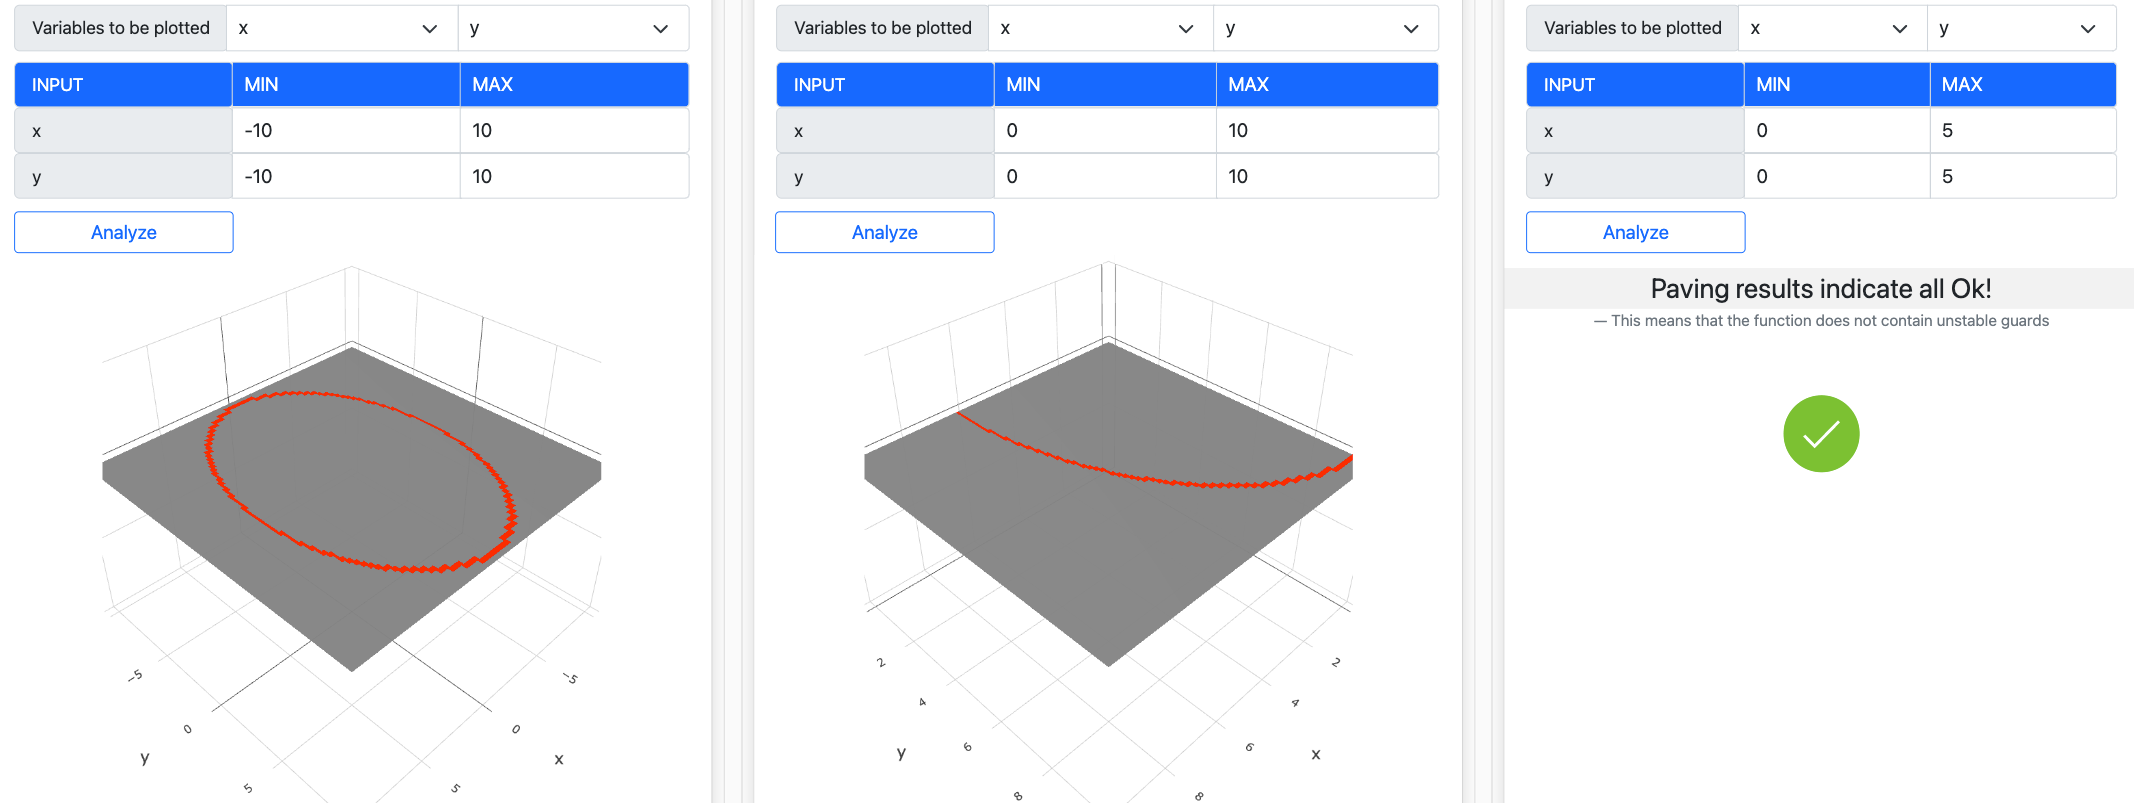 Variables to be plotted x y
INPUT MIN MAX
x -10 10
y -10 10
Analyze
-5
0
5
y
-5
0
5
x
Variables to be plotted x y
INPUT MIN MAX
x 0 10
y 0 10
Analyze
2
4
6
8
y
2
4
6
8
x
Variables to be plotted x y
INPUT MIN MAX
x 0 5
y 0 5
Analyze
Paving results indicate all Ok!
— This means that the function does not contain unstable guards